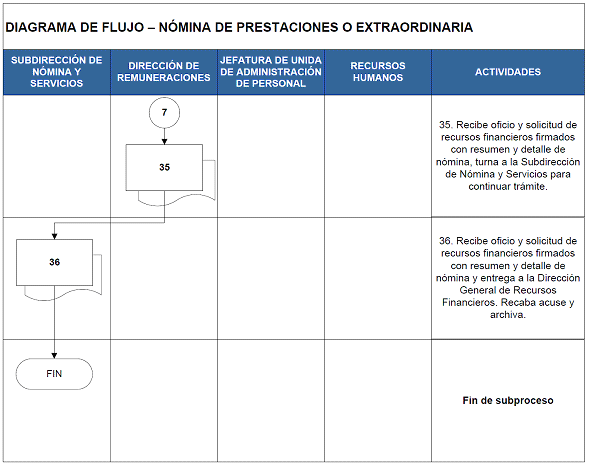 DIAGRAMA DE FLUJO – NÓMINA DE PRESTACIONES O EXTRAORDINARIA
SUBDIRECCIÓN DE
NÓMINA Y
SERVICIOS
DIRECCIÓN DE
REMUNERACIONES
JEFATURA DE UNIDA
DE ADMINISTRACIÓN
DE PERSONAL
RECURSOS
HUMANOS
ACTIVIDADES
7
35
35. Recibe oficio y solicitud de
recursos financieros firmados
con resumen y detalle de
nómina, turna a la Subdirección
de Nómina y Servicios para
continuar trámite.
36
36. Recibe oficio y solicitud de
recursos financieros firmados
con resumen y detalle de
nómina y entrega a la Dirección
General de Recursos
Financieros. Recaba acuse y
archiva.
FIN
Fin de subproceso